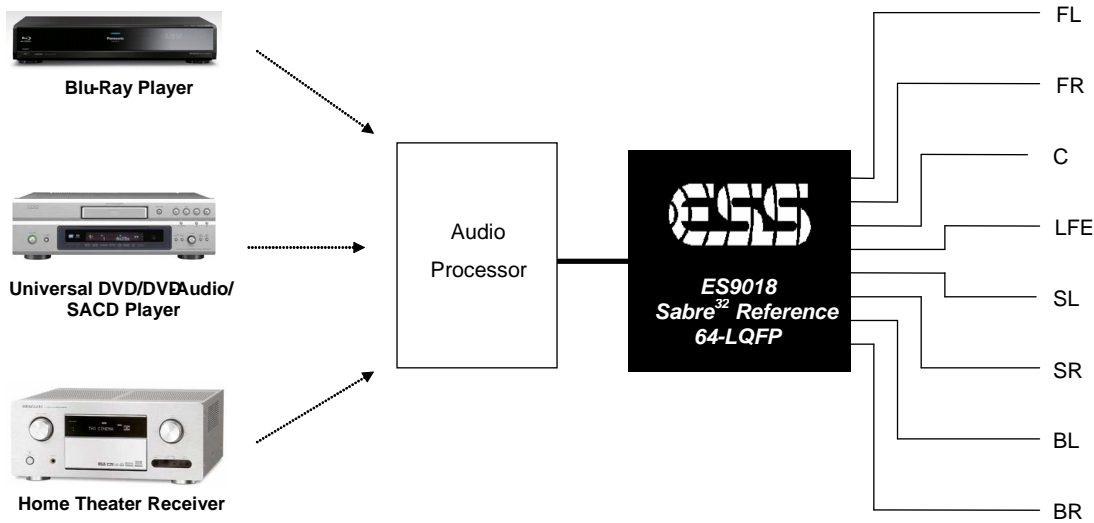 Blu-Ray Player
Universal DVD/DVD-Audio/
SACD Player
Home Theater Receiver
Audio
Processor
ESS
ES9018
Sabre32 Reference
64-LQFP
FL
FR
C
LFE
SL
SR
BL
BR